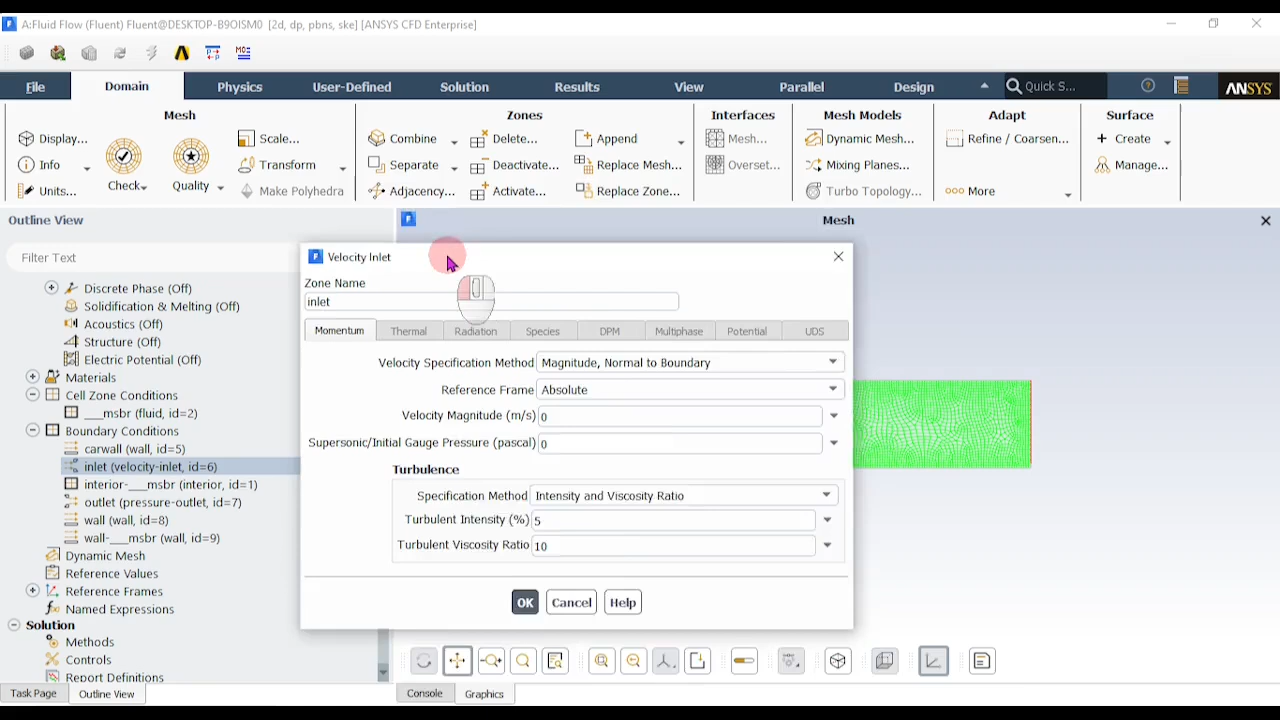 A:Fluid Flow (Fluent) Fluent@DESKTOP-B9OISM0 [2d, dp, pbns, ske] [ANSYS CFD Enterprise]
File Domain Physics User-Defined Solution Results View Parallel Design Quick S... ANSYS
Mesh Zones Interfaces Mesh Models Adapt Surface
Display... Scale... Combine Delete... Append Mesh... Dynamic Mesh... Refine / Coarsen... Create
Info Check Quality Transform Separate Deactivate... Replace Mesh... Overset... Mixing Planes... Manage...
Units... Make Polyhedra Adjacency... Activate... Replace Zone... Turbo Topology... More
Outline View
Mesh
Filter Text
Discrete Phase (Off)
Solidification & Melting (Off)
Acoustics (Off)
Structure (Off)
Electric Potential (Off)
Materials
Cell Zone Conditions
___msbr (fluid, id=2)
Boundary Conditions
carwall (wall, id=5)
inlet (velocity-inlet, id=6)
interior-___msbr (interior, id=1)
outlet (pressure-outlet, id=7)
wall (wall, id=8)
wall-___msbr (wall, id=9)
Dynamic Mesh
Reference Values
Reference Frames
Named Expressions
Solution
Methods
Controls
Report Definitions
Task Page Outline View
Velocity Inlet
Zone Name
inlet
Momentum Thermal Radiation Species DPM Multiphase Potential UDS
Velocity Specification Method Magnitude, Normal to Boundary
Reference Frame Absolute
Velocity Magnitude (m/s) 0
Supersonic/Initial Gauge Pressure (pascal) 0
Turbulence
Specification Method Intensity and Viscosity Ratio
Turbulent Intensity (%) 5
Turbulent Viscosity Ratio 10
OK Cancel Help
Console Graphics